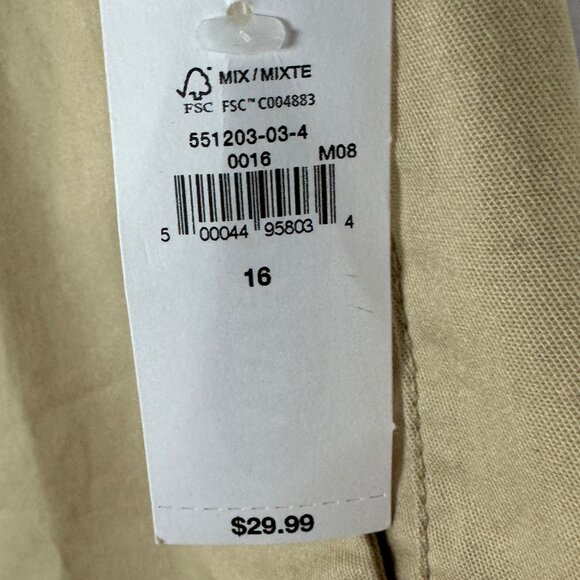 MIX / MIXTE
FSC FSC™ C004883
551203-03-4
0016 M08
5 00044 95803 4
16
$29.99